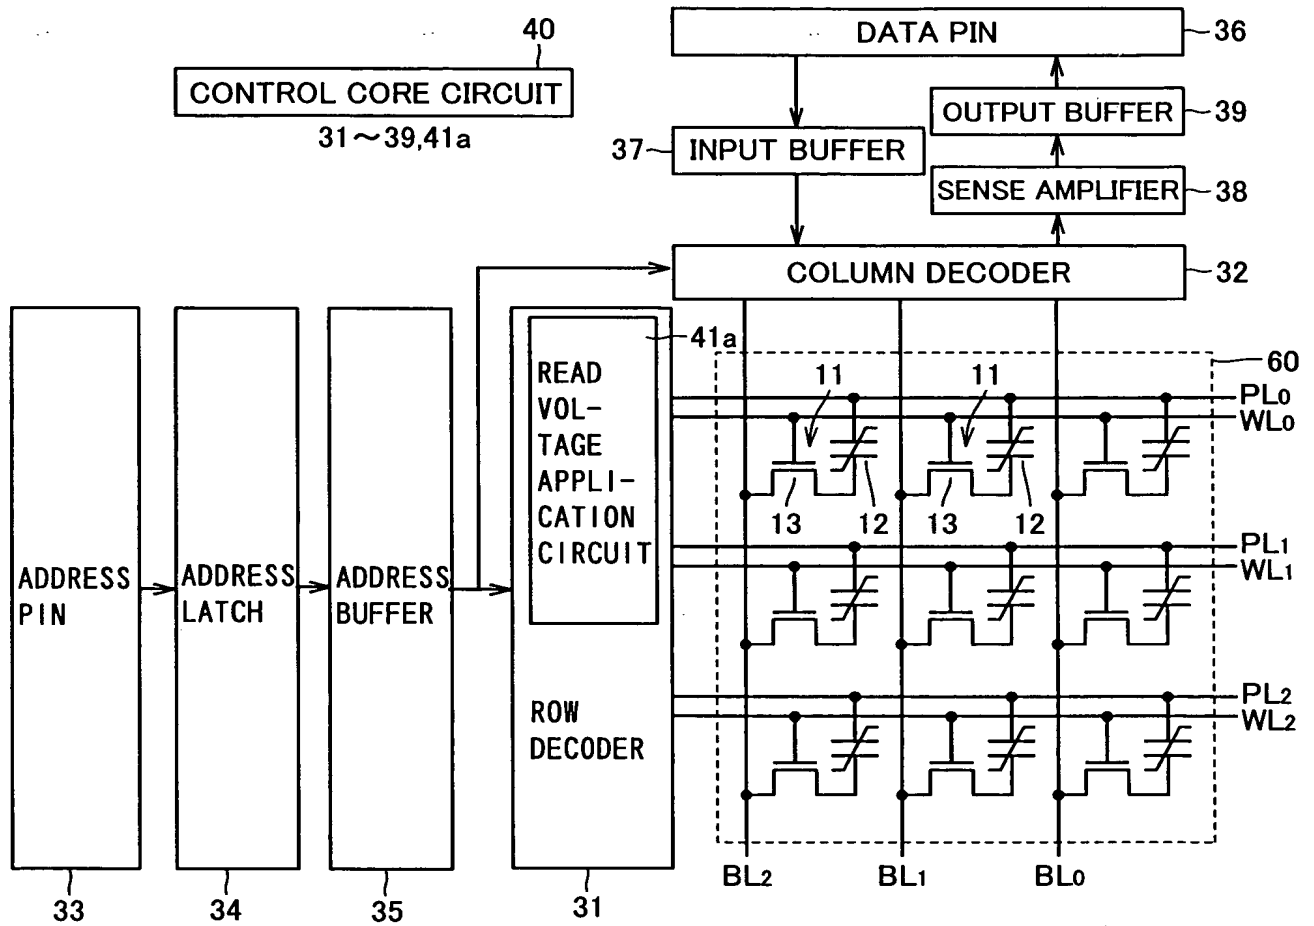 40
CONTROL CORE CIRCUIT
31~39,41a
DATA PIN
36
OUTPUT BUFFER
39
37
INPUT BUFFER
SENSE AMPLIFIER
38
COLUMN DECODER
32
41a
READ
VOL-
TAGE
APPLI-
CATION
CIRCUIT
ROW
DECODER
ADDRESS
PIN
ADDRESS
LATCH
ADDRESS
BUFFER
60
11
11
PL0
WL0
13
12
13
12
PL1
WL1
PL2
WL2
BL2
BL1
BL0
33
34
35
31